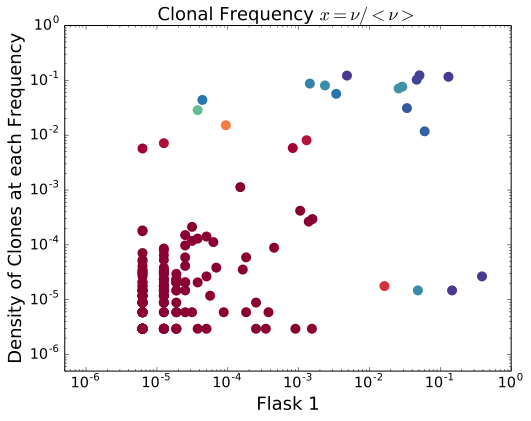 Clonal Frequency x = ν/<ν>
Density of Clones at each Frequency
10^0
10^-1
10^-2
10^-3
10^-4
10^-5
10^-6
10^-6 10^-5 10^-4 10^-3 10^-2 10^-1 10^0
Flask 1